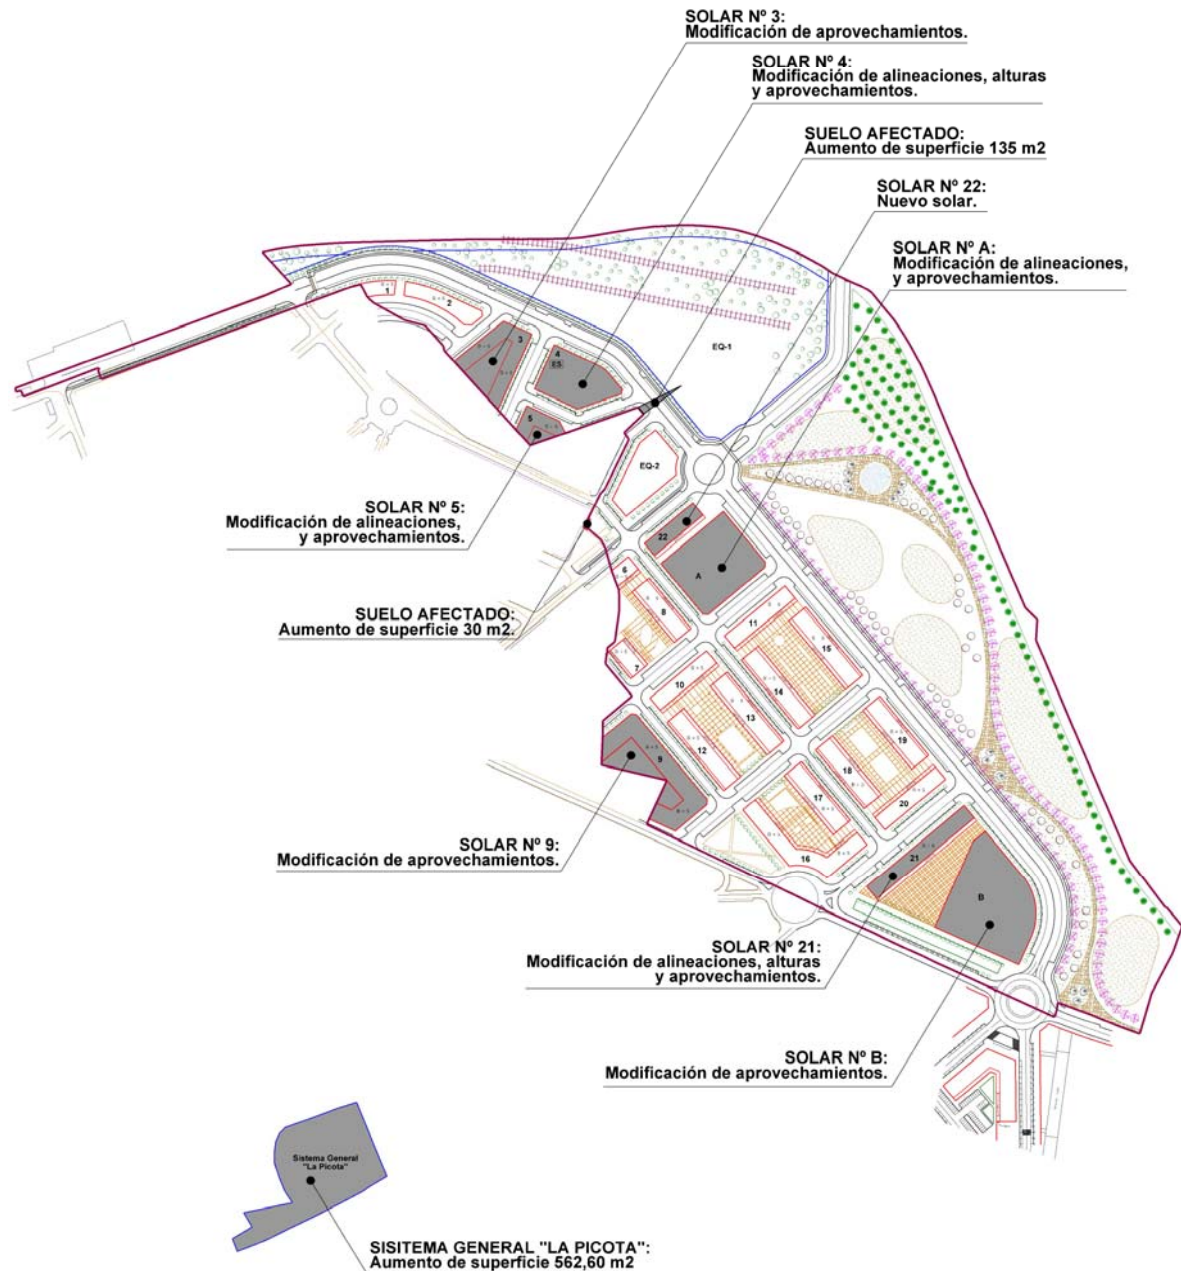 SOLAR Nº 3:
Modificación de aprovechamientos.
SOLAR Nº 4:
Modificación de alineaciones, alturas
y aprovechamientos.
SUELO AFECTADO:
Aumento de superficie 135 m2
SOLAR Nº 22:
Nuevo solar.
SOLAR Nº A:
Modificación de alineaciones,
y aprovechamientos.
1
2
3
4
ES
5
EQ-1
EQ-2
SOLAR Nº 5:
Modificación de alineaciones,
y aprovechamientos.
22
A
6
8
7
11
15
14
10
13
12
9
19
18
20
17
16
21
B
SUELO AFECTADO:
Aumento de superficie 30 m2.
SOLAR Nº 9:
Modificación de aprovechamientos.
SOLAR Nº 21:
Modificación de alineaciones, alturas
y aprovechamientos.
SOLAR Nº B:
Modificación de aprovechamientos.
Sistema General
"La Picota"
SISITEMA GENERAL "LA PICOTA":
Aumento de superficie 562,60 m2